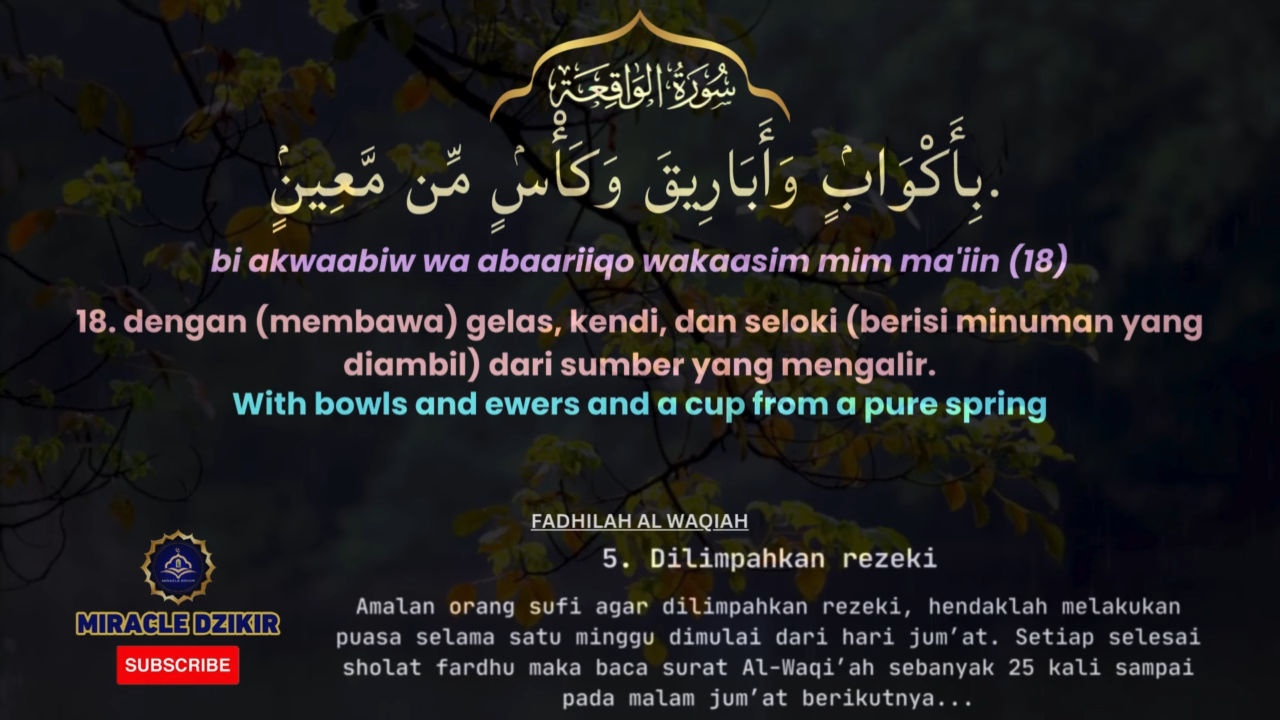 سُورَةُ الوَاقِعَة
بِأَكْوَابٍۢ وَأَبَارِيقَ وَكَأْسٍۢ مِّن مَّعِينٍۢ.
bi akwaabiw wa abaariiqo wakaasim mim ma'iin (18)
18. dengan (membawa) gelas, kendi, dan seloki (berisi minuman yang
diambil) dari sumber yang mengalir.
With bowls and ewers and a cup from a pure spring
FADHILAH AL WAQIAH
5. Dilimpahkan rezeki
Amalan orang sufi agar dilimpahkan rezeki, hendaklah melakukan
puasa selama satu minggu dimulai dari hari jum’at. Setiap selesai
sholat fardhu maka baca surat Al-Waqi’ah sebanyak 25 kali sampai
pada malam jum’at berikutnya...
MIRACLE DZIKIR
MIRACLE DZIKIR
SUBSCRIBE